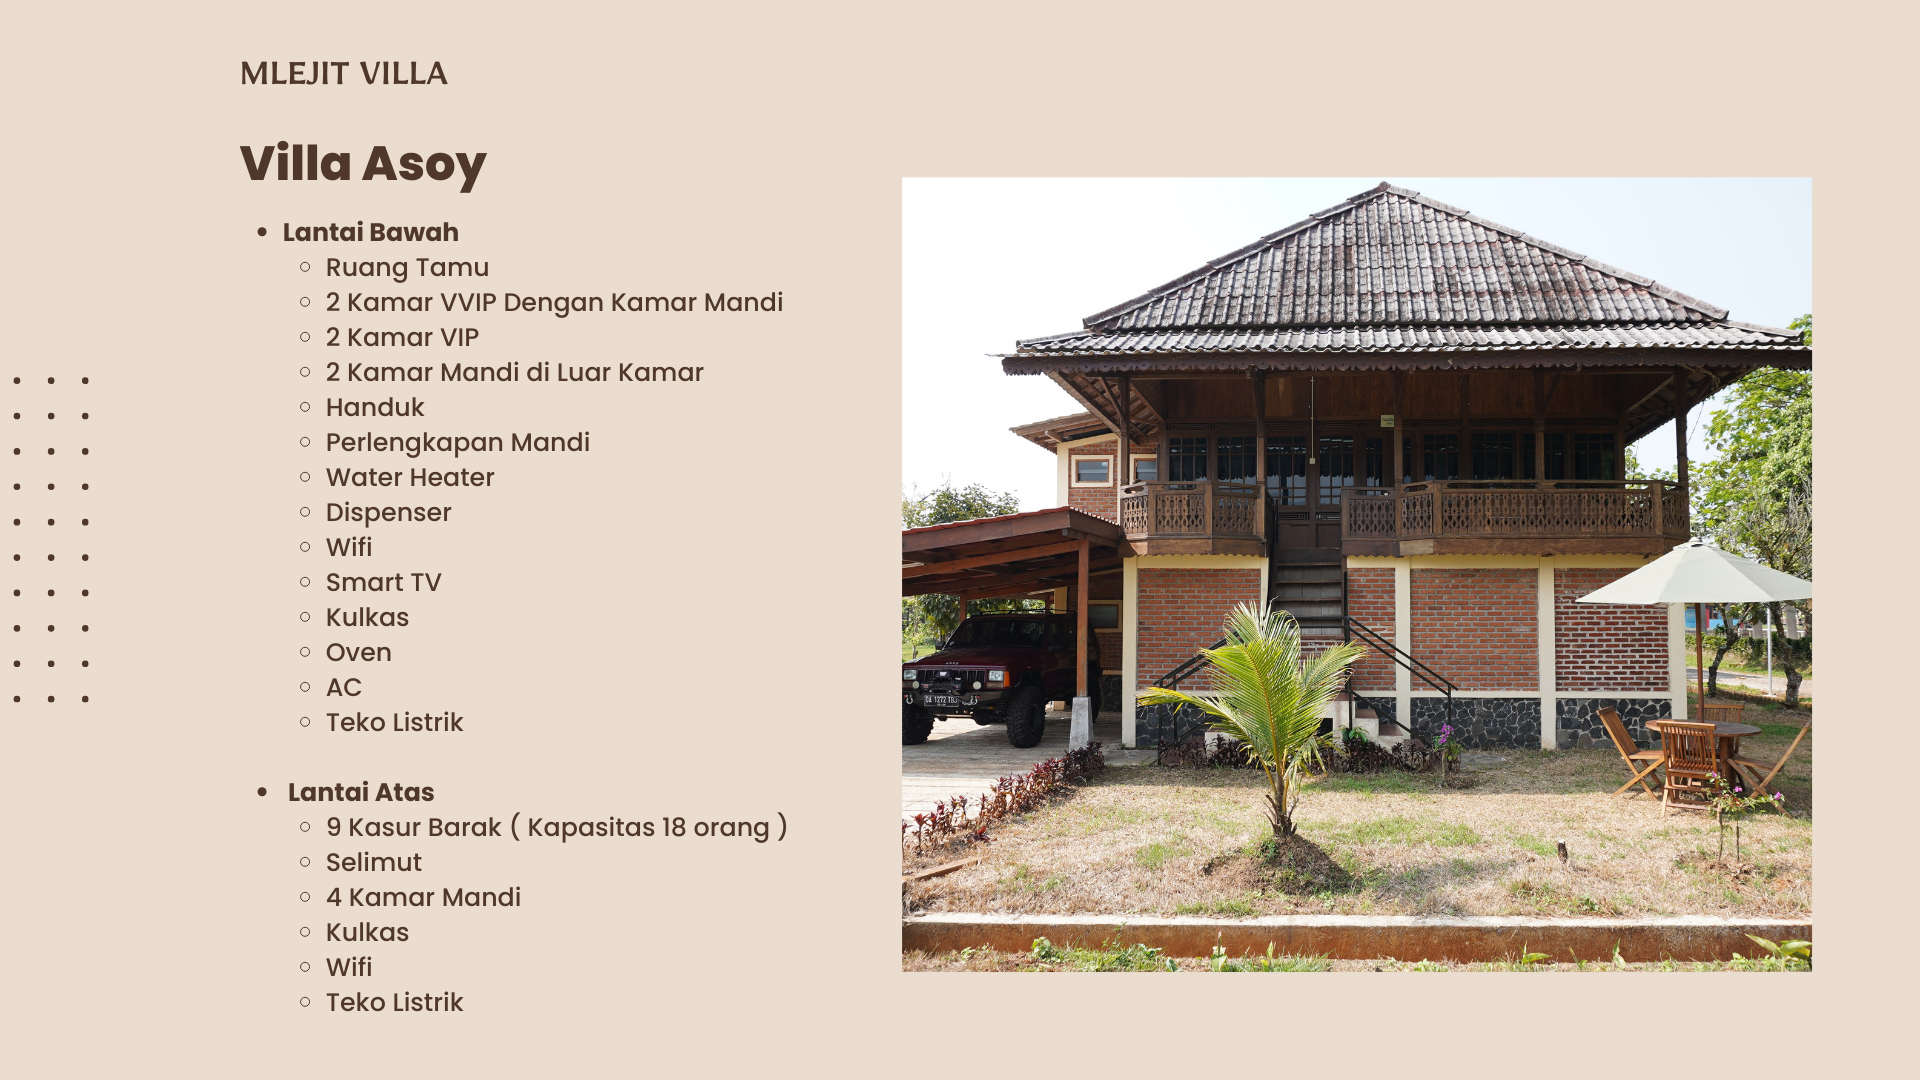 MLEJIT VILLA
Villa Asoy
Lantai Bawah
Ruang Tamu
2 Kamar VVIP Dengan Kamar Mandi
2 Kamar VIP
2 Kamar Mandi di Luar Kamar
Handuk
Perlengkapan Mandi
Water Heater
Dispenser
Wifi
Smart TV
Kulkas
Oven
AC
Teko Listrik
Lantai Atas
9 Kasur Barak ( Kapasitas 18 orang )
Selimut
4 Kamar Mandi
Kulkas
Wifi
Teko Listrik